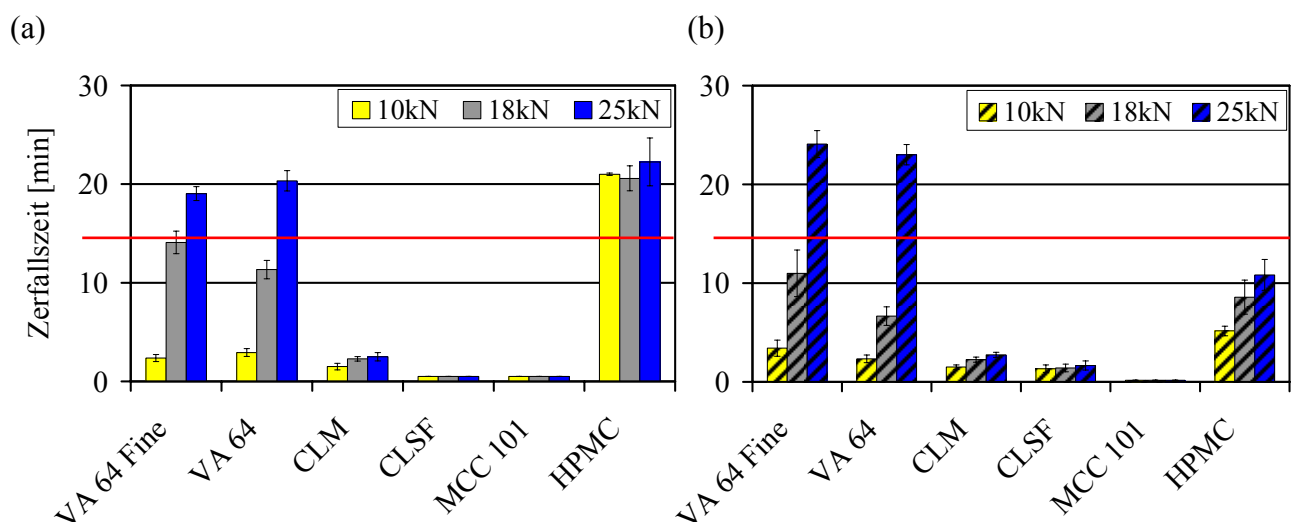 (a)
30
20
10
0
Zerfallszeit [min]
10kN 18kN 25kN
VA 64 Fine
VA 64
CLM
CLSF
MCC 101
HPMC
(b)
30
20
10
0
10kN 18kN 25kN
VA 64 Fine
VA 64
CLM
CLSF
MCC 101
HPMC